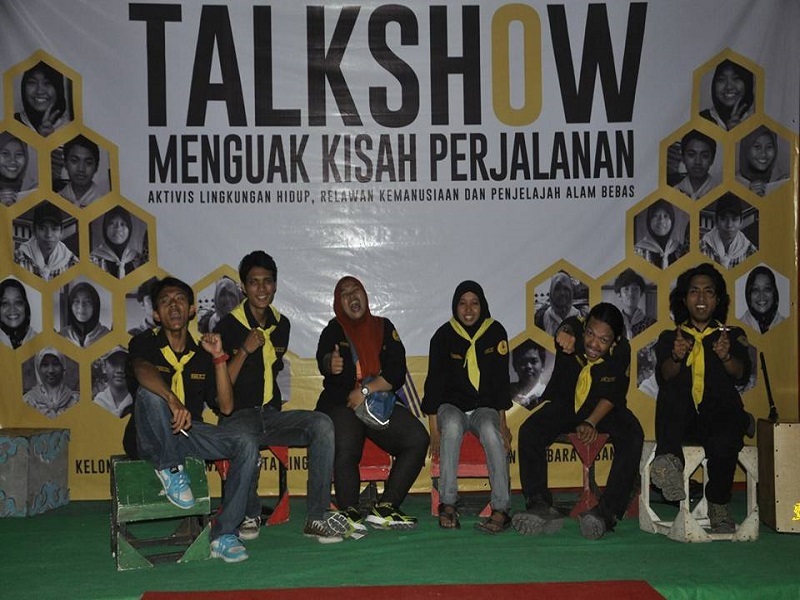 TALKSHOW
MENGUAK KISAH PERJALANAN
AKTIVIS LINGKUNGAN HIDUP, RELAWAN KEMANUSIAAN DAN PENJELAJAH ALAM BEBAS